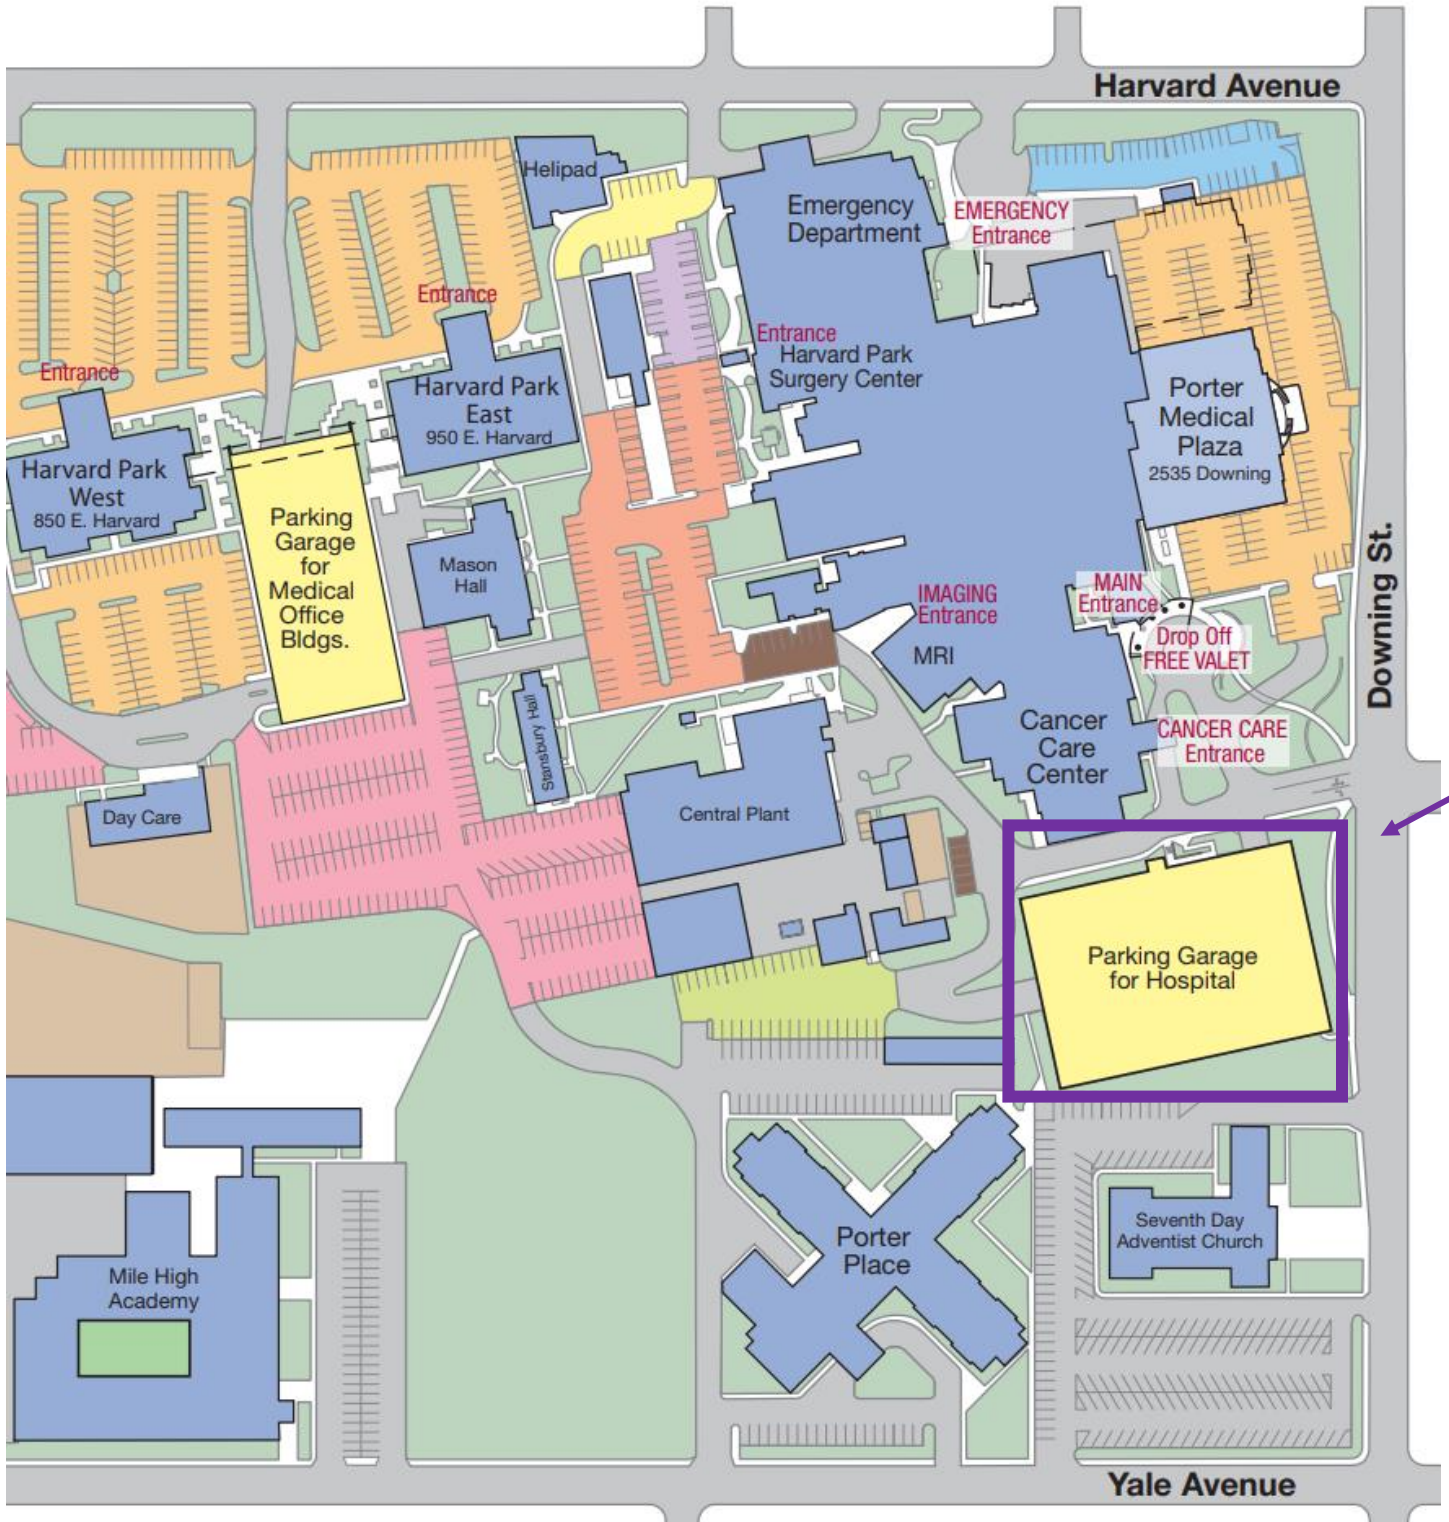 Harvard Avenue
Helipad
Emergency
Department
EMERGENCY
Entrance
Entrance
Entrance
Harvard Park
Surgery Center
Entrance
Harvard Park
East
950 E. Harvard
Porter
Medical
Plaza
2535 Downing
Harvard Park
West
850 E. Harvard
Parking
Garage
for
Medical
Office
Bldgs.
Mason
Hall
IMAGING
Entrance
MAIN
Entrance
Drop Off
FREE VALET
Downing St.
MRI
Stansbury Hall
Cancer
Care
Center
CANCER CARE
Entrance
Day Care
Central Plant
Parking Garage
for Hospital
Porter
Place
Seventh Day
Adventist Church
Mile High
Academy
Yale Avenue